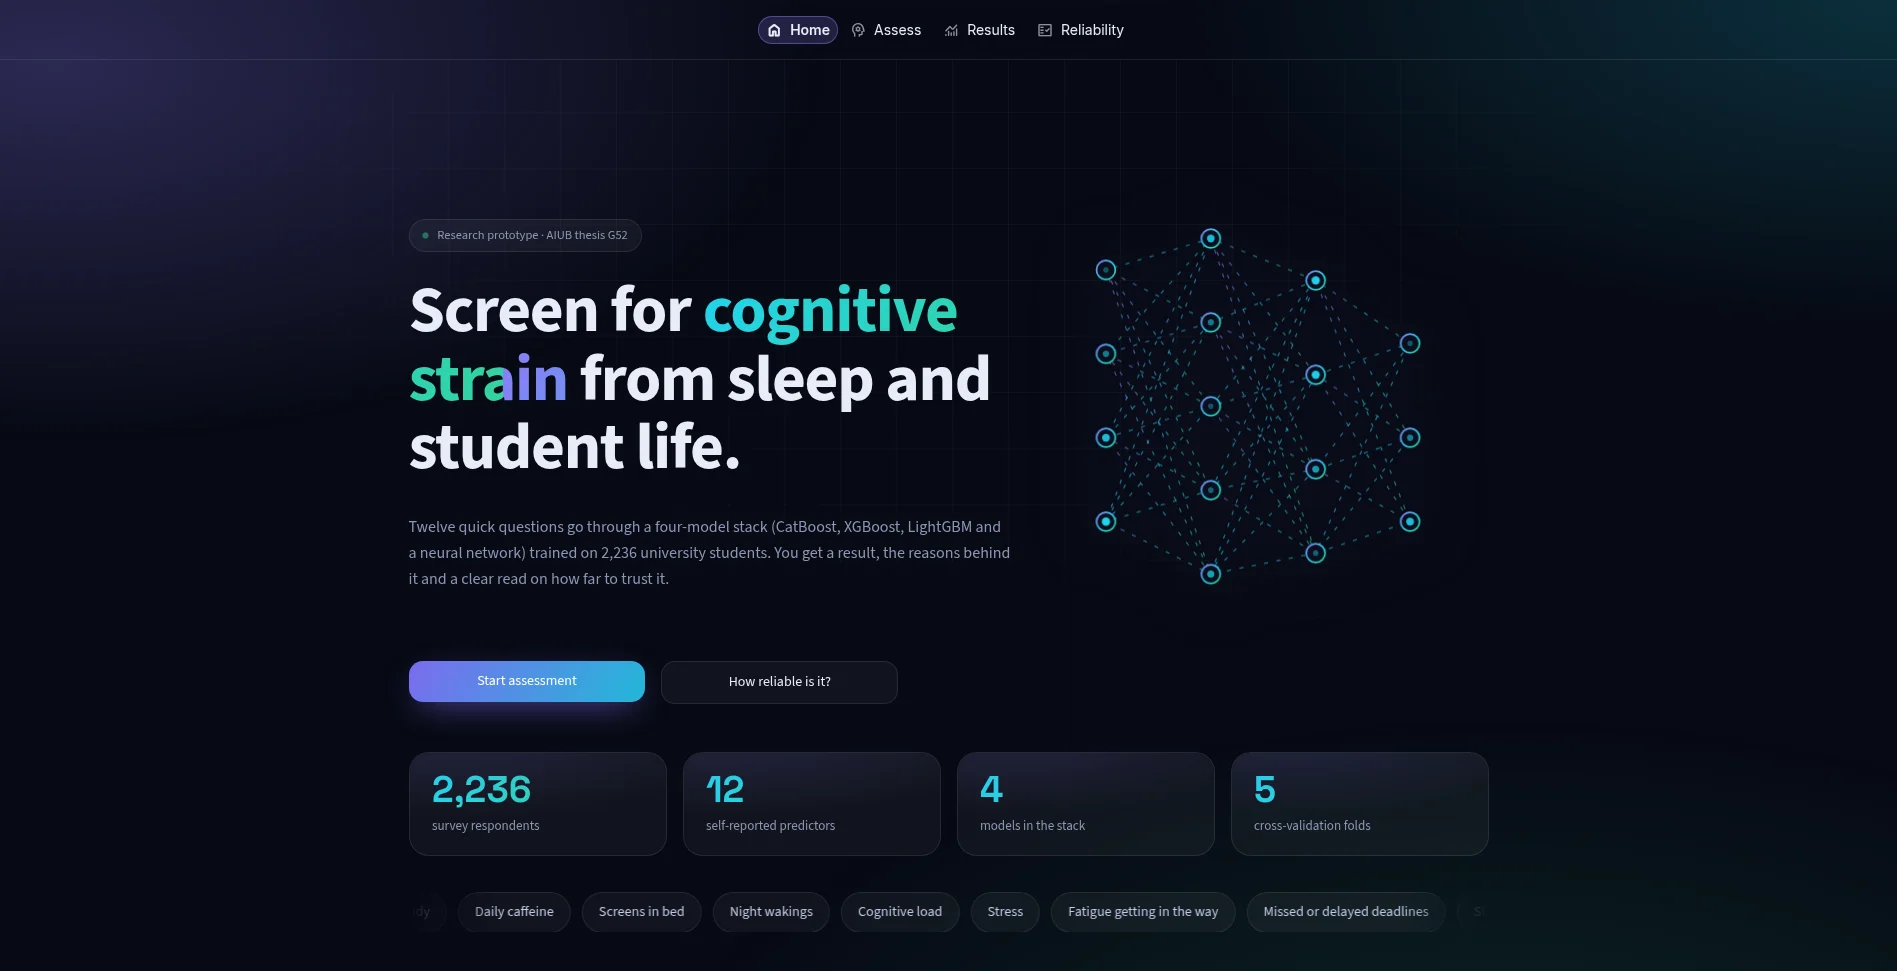 Home
Assess
Results
Reliability
Research prototype · AIUB thesis G52
Screen for cognitive
strain from sleep and
student life.
Twelve quick questions go through a four-model stack (CatBoost, XGBoost, LightGBM and
a neural network) trained on 2,236 university students. You get a result, the reasons behind
it and a clear read on how far to trust it.
Start assessment
How reliable is it?
2,236
survey respondents
12
self-reported predictors
4
models in the stack
5
cross-validation folds
Daily caffeine
Screens in bed
Night wakings
Cognitive load
Stress
Fatigue getting in the way
Missed or delayed deadlines